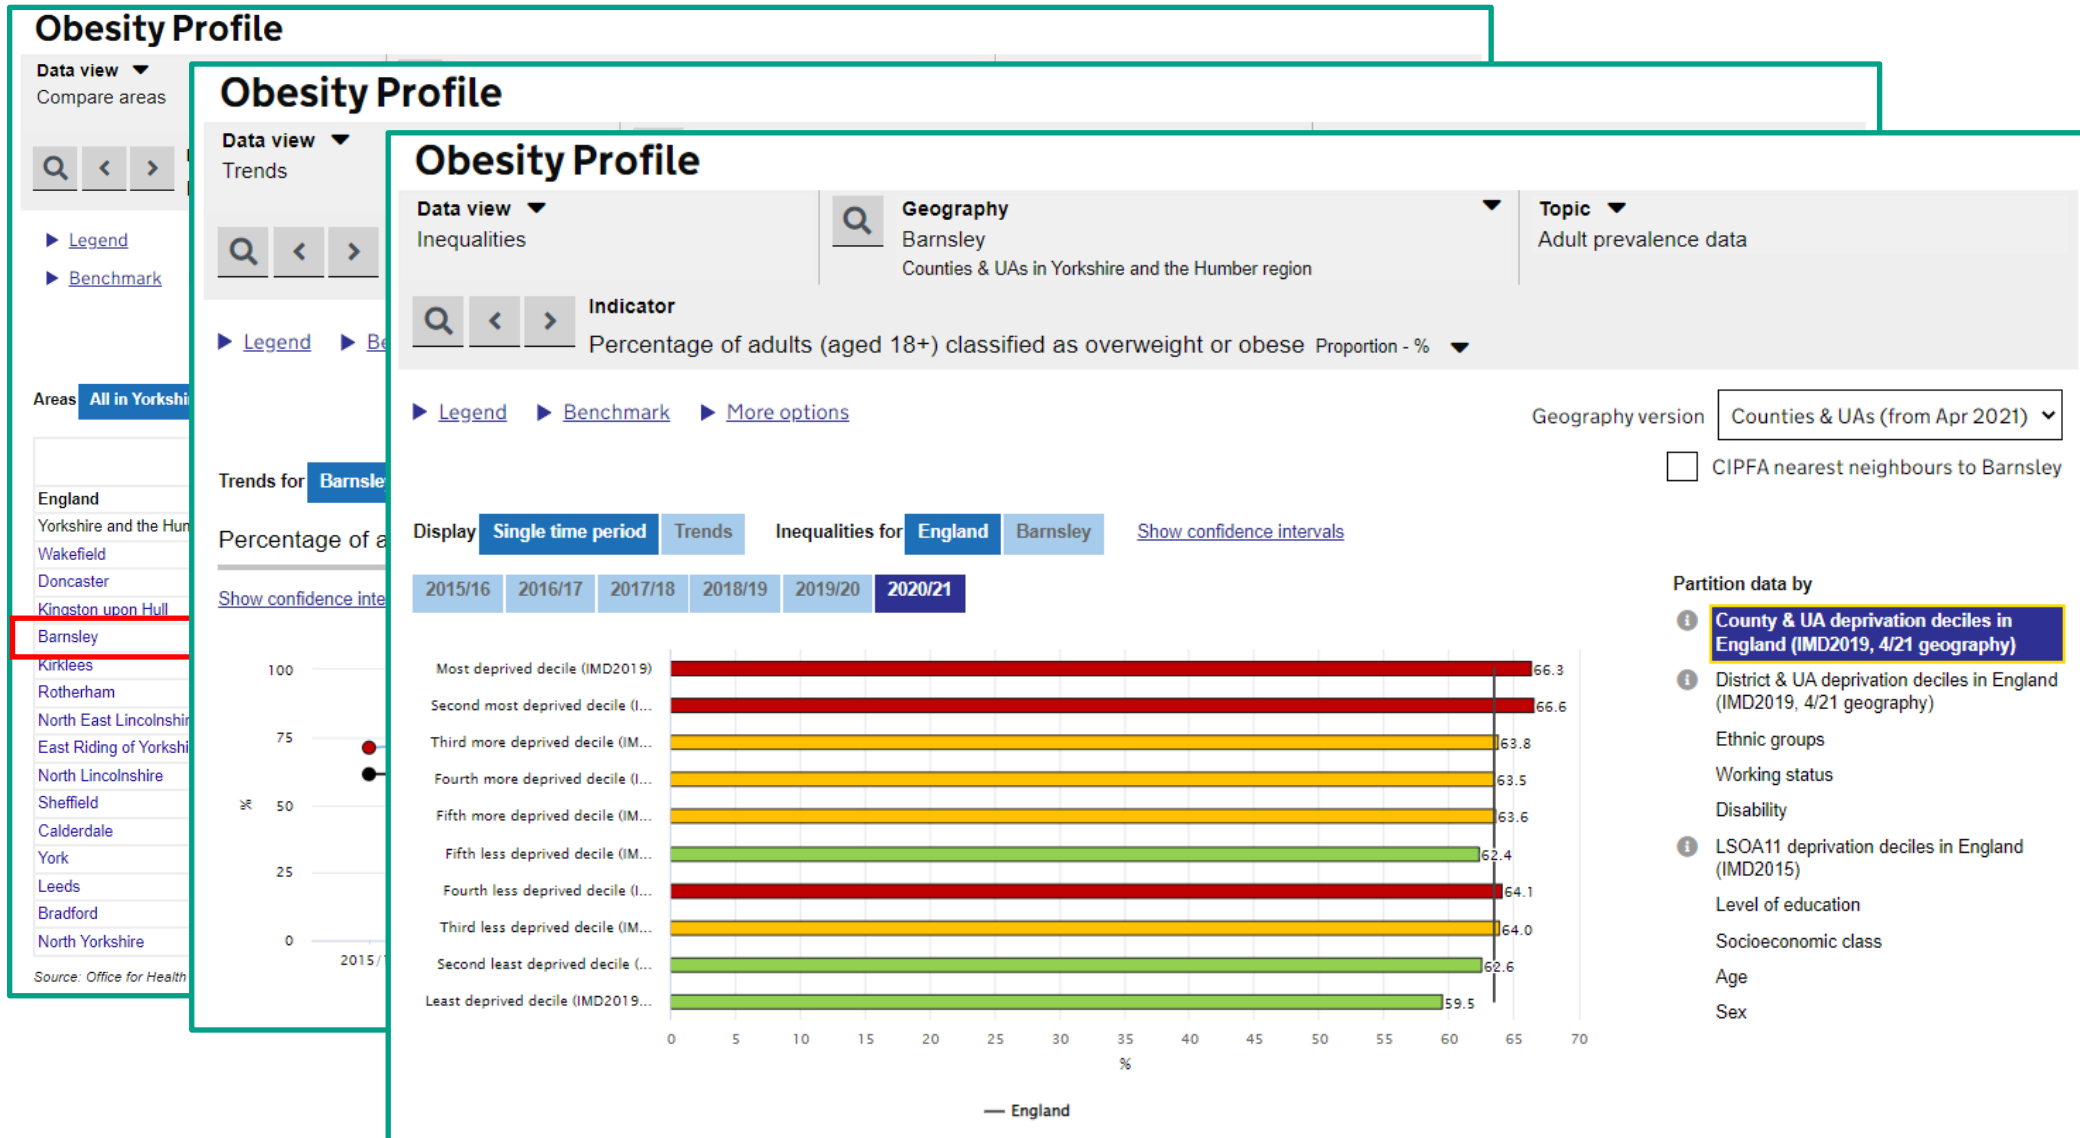 Obesity Profile
Data view
Compare areas
Legend
Benchmark
Areas All in Yorkshi
England
Yorkshire and the Hum
Wakefield
Doncaster
Kingston upon Hull
Barnsley
Kirklees
Rotherham
North East Lincolnshir
East Riding of Yorkshi
North Lincolnshire
Sheffield
Calderdale
York
Leeds
Bradford
North Yorkshire
Source: Office for Health
Obesity Profile
Data view
Trends
Legend Be
Trends for Barnsle
Percentage of a
Show confidence inte
100
75
% 50
25
0
2015/1
Obesity Profile
Data view
Inequalities
Geography
Barnsley
Counties & UAs in Yorkshire and the Humber region
Topic
Adult prevalence data
Indicator
Percentage of adults (aged 18+) classified as overweight or obese Proportion - %
Legend Benchmark More options
Geography version Counties & UAs (from Apr 2021)
CIPFA nearest neighbours to Barnsley
Display Single time period Trends Inequalities for England Barnsley Show confidence intervals
2015/16 2016/17 2017/18 2018/19 2019/20 2020/21
Most deprived decile (IMD2019) 66.3
Second most deprived decile (I... 66.6
Third more deprived decile (IM... 63.8
Fourth more deprived decile (I... 63.5
Fifth more deprived decile (IM... 63.6
Fifth less deprived decile (IM... 62.4
Fourth less deprived decile (I... 64.1
Third less deprived decile (IM... 64.0
Second least deprived decile (... 62.6
Least deprived decile (IMD2019... 59.5
0 5 10 15 20 25 30 35 40 45 50 55 60 65 70
%
England
Partition data by
County & UA deprivation deciles in
England (IMD2019, 4/21 geography)
District & UA deprivation deciles in England
(IMD2019, 4/21 geography)
Ethnic groups
Working status
Disability
LSOA11 deprivation deciles in England
(IMD2015)
Level of education
Socioeconomic class
Age
Sex